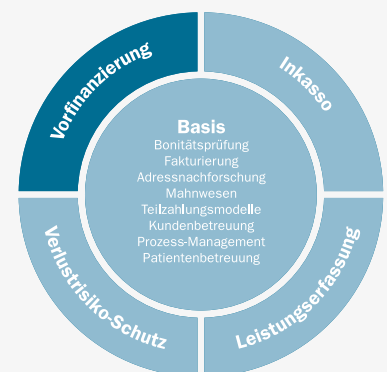 Vorfinanzierung
Inkasso
Basis
Bonitätsprüfung
Fakturierung
Adressnachforschung
Mahnwesen
Teilzahlungsmodelle
Kundenbetreuung
Prozess-Management
Patientenbetreuung
Verlustrisiko-Schutz
Leistungserfassung